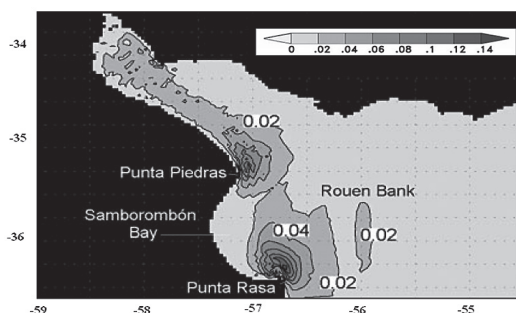 -34
0 .02 .04 .06 .08 .1 .12 .14
0.02
-35
Punta Piedras
Rouen Bank
Samborombón
Bay
0.04
0.02
-36
0.02
Punta Rasa
-59 -58 -57 -56 -55